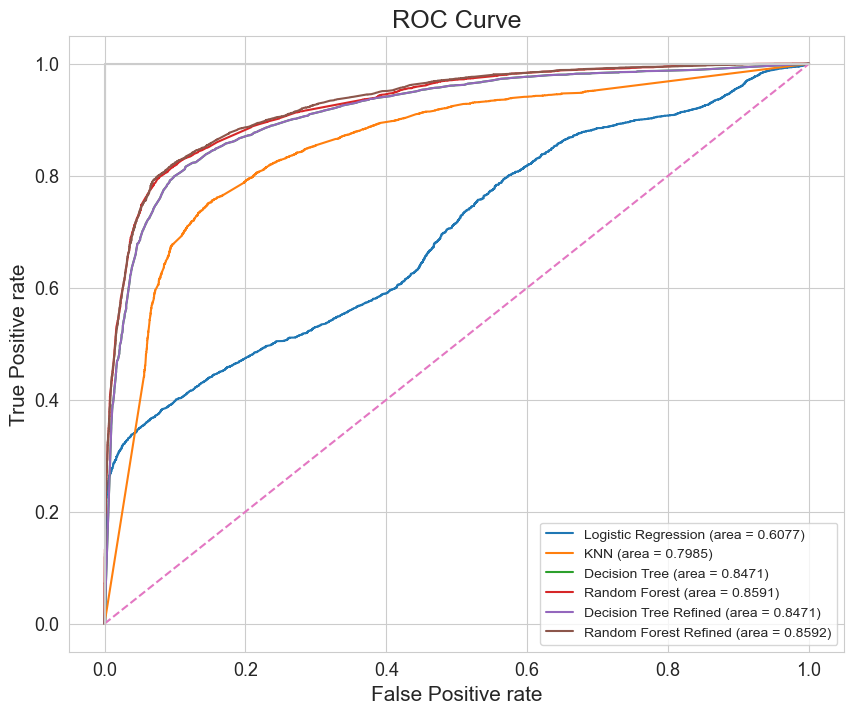 ROC Curve
True Positive rate
1.0
0.8
0.6
0.4
0.2
0.0
Logistic Regression (area = 0.6077)
KNN (area = 0.7985)
Decision Tree (area = 0.8471)
Random Forest (area = 0.8591)
Decision Tree Refined (area = 0.8471)
Random Forest Refined (area = 0.8592)
0.0 0.2 0.4 0.6 0.8 1.0
False Positive rate